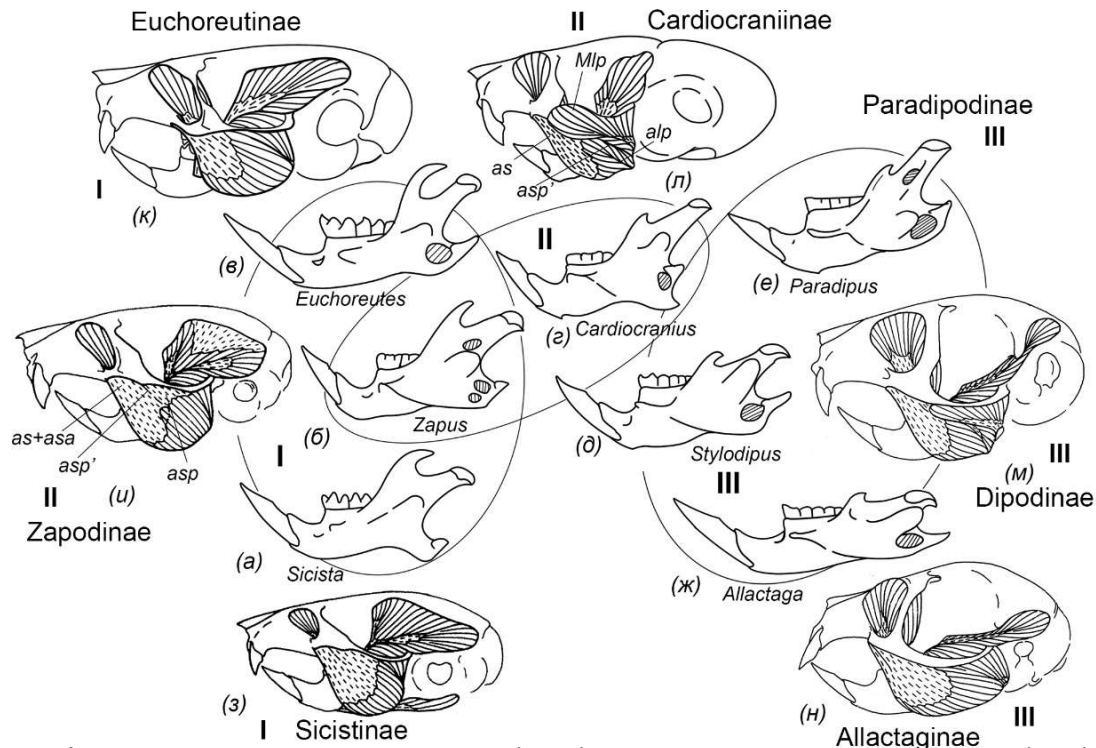 Euchoreutinae
II Cardiocraniinae
Mlp
Paradipodinae
III
as
alp
asp’
I
(к)
(л)
(в)
II
Euchoreutes
(г)
Cardiocranius
(е)
Paradipus
(б)
Zapus
(д)
Stylodipus
as+asa
asp’
asp
I
III
III
II
(и)
(м)
Zapodinae
Dipodinae
(а)
Sicista
(ж)
Allactaga
(з)
I Sicistinae
(н)
III
Allactaginae